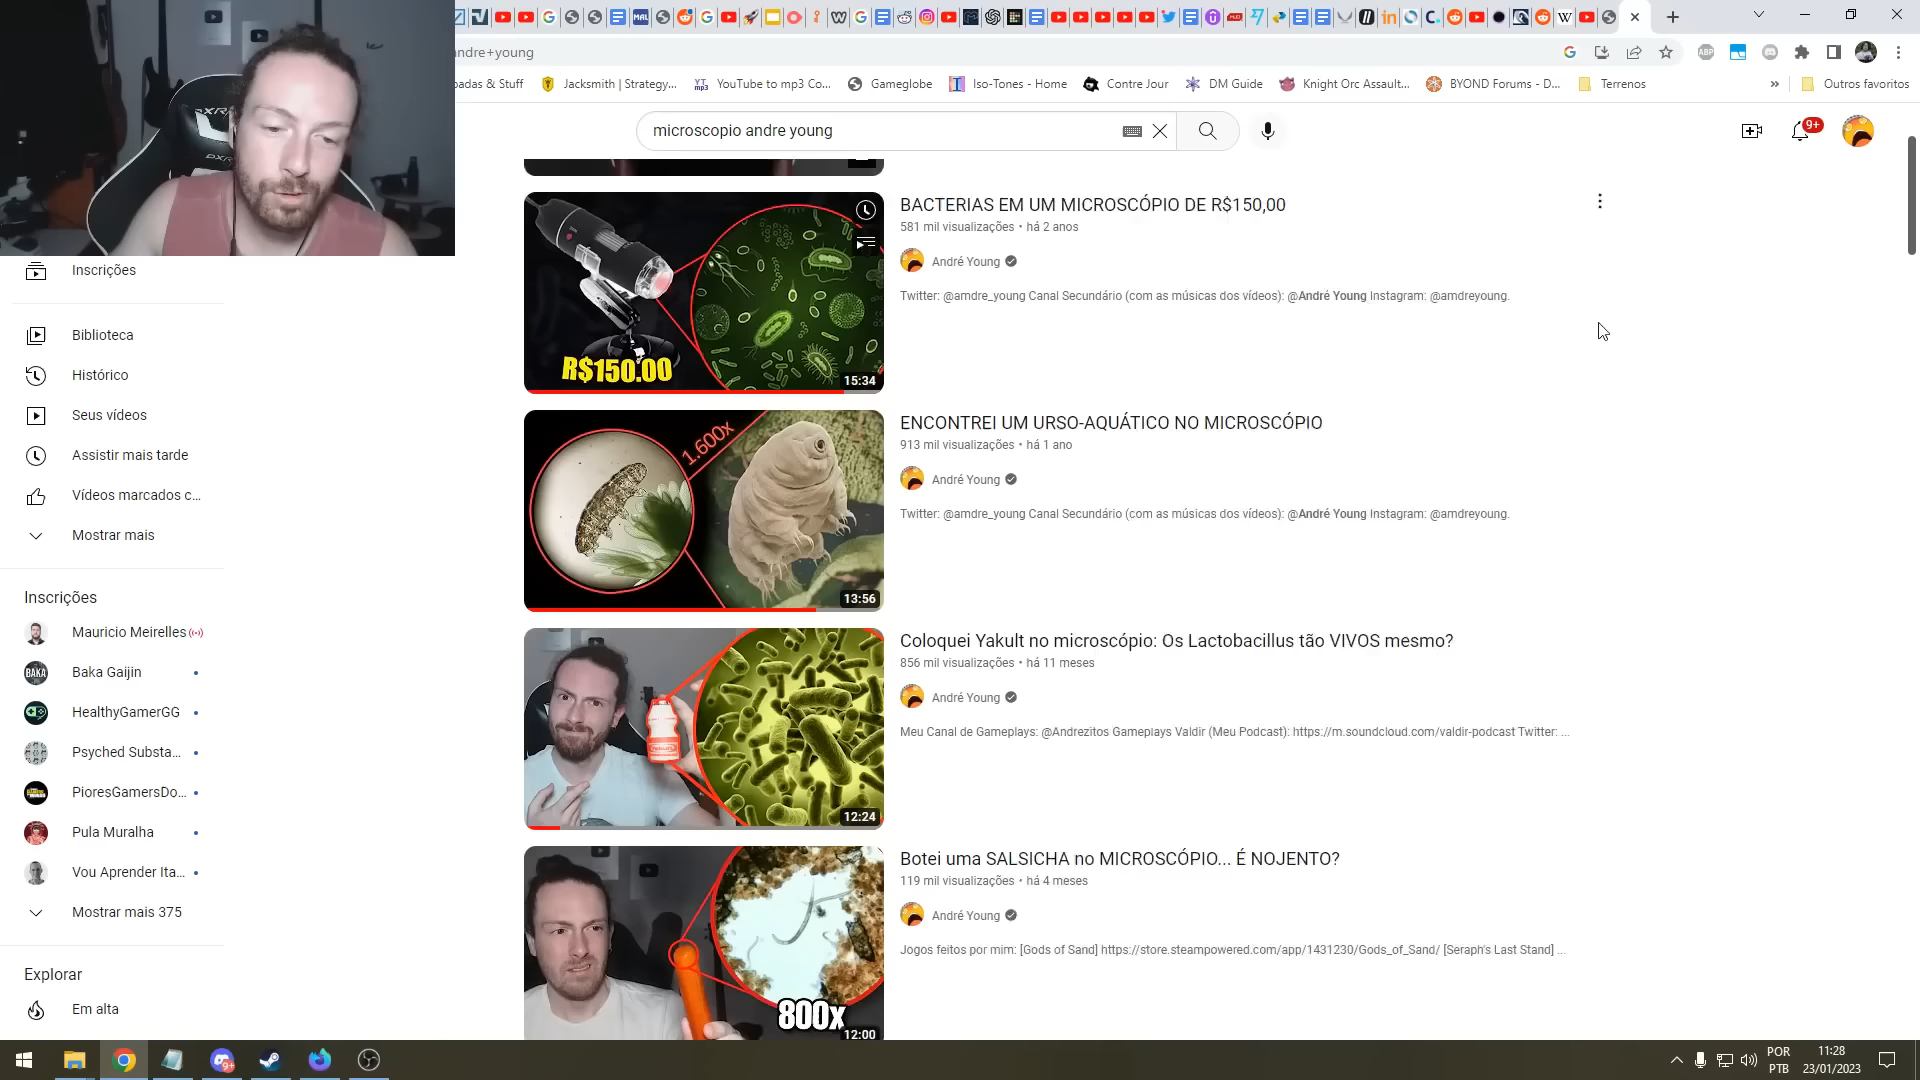 andre+young
padas & Stuff
Jacksmith | Strategy...
YouTube to mp3 Co...
Gameglobe
Iso-Tones - Home
Contre Jour
DM Guide
Knight Orc Assault...
BYOND Forums - D...
Terrenos
»
Outros favoritos
microscopio andre young
9+
Inscrições
Biblioteca
Histórico
Seus vídeos
Assistir mais tarde
Vídeos marcados c...
Mostrar mais
Inscrições
Mauricio Meirelles
Baka Gaijin
HealthyGamerGG
Psyched Substa...
PioresGamersDo...
Pula Muralha
Vou Aprender Ita...
Mostrar mais 375
Explorar
Em alta
R$150.00
15:34
BACTERIAS EM UM MICROSCÓPIO DE R$150,00
581 mil visualizações • há 2 anos
André Young
Twitter: @amdre_young Canal Secundário (com as músicas dos vídeos): @André Young Instagram: @amdreyoung.
1.600x
13:56
ENCONTREI UM URSO-AQUÁTICO NO MICROSCÓPIO
913 mil visualizações • há 1 ano
André Young
Twitter: @amdre_young Canal Secundário (com as músicas dos vídeos): @André Young Instagram: @amdreyoung.
12:24
Coloquei Yakult no microscópio: Os Lactobacillus tão VIVOS mesmo?
856 mil visualizações • há 11 meses
André Young
Meu Canal de Gameplays: @Andrezitos Gameplays Valdir (Meu Podcast): https://m.soundcloud.com/valdir-podcast Twitter: ...
800x
12:00
Botei uma SALSICHA no MICROSCÓPIO... É NOJENTO?
119 mil visualizações • há 4 meses
André Young
Jogos feitos por mim: [Gods of Sand] https://store.steampowered.com/app/1431230/Gods_of_Sand/ [Seraph's Last Stand] ...
POR
PTB
11:28
23/01/2023